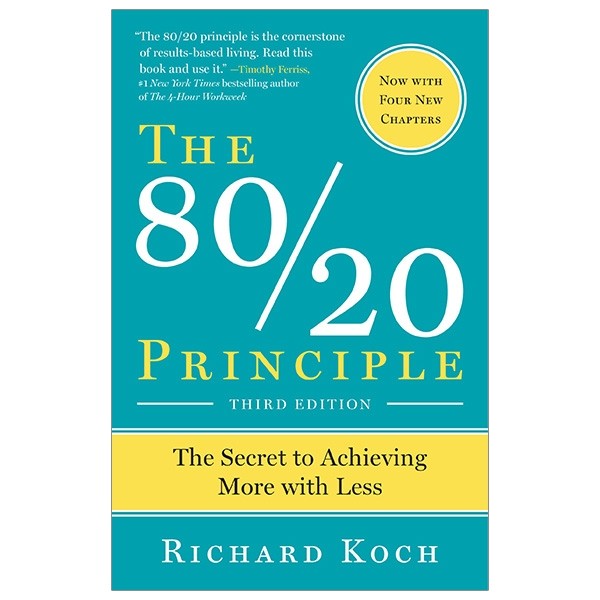 “The 80/20 principle is the cornerstone
of results-based living. Read this
book and use it.” —Timothy Ferriss,
#1 New York Times bestselling author
of The 4-Hour Workweek
Now with
Four New
Chapters
The
80/20
Principle
THIRD EDITION
The Secret to Achieving
More with Less
Richard Koch